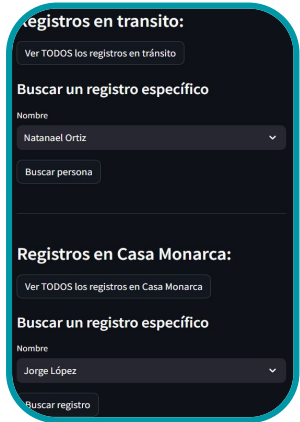 Registros en transito:
Ver TODOS los registros en tránsito
Buscar un registro específico
Nombre
Natanael Ortiz
Buscar persona
Registros en Casa Monarca:
Ver TODOS los registros en Casa Monarca
Buscar un registro específico
Nombre
Jorge López
Buscar registro